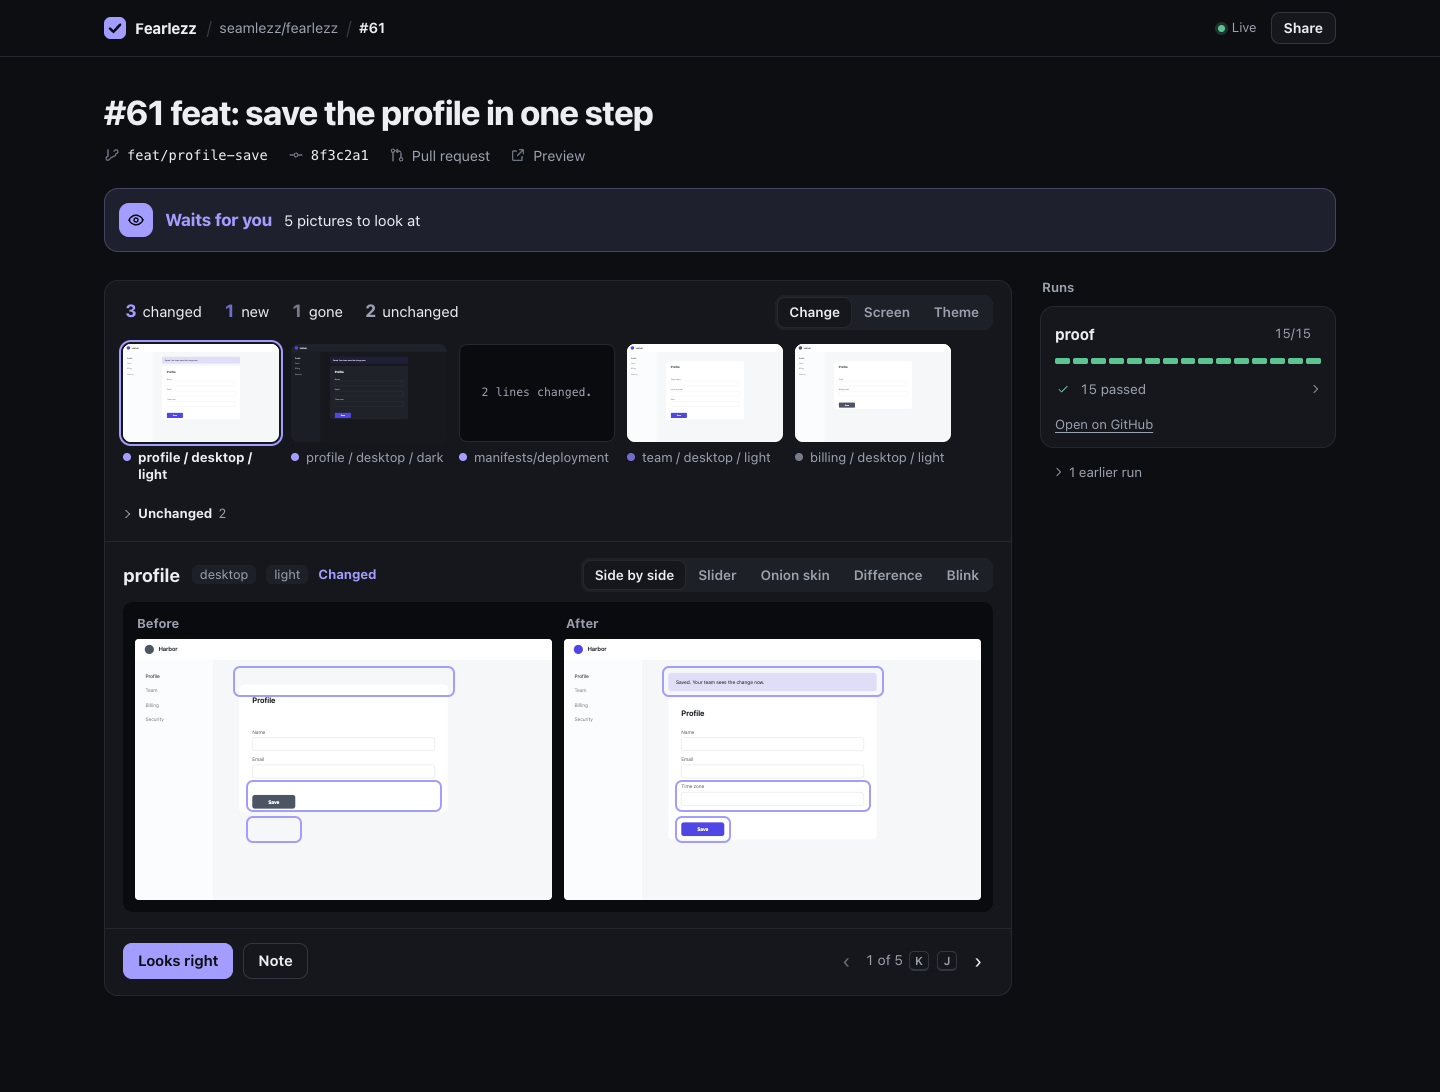 Fearlezz / seamlezz/fearlezz / #61
Live
Share
#61 feat: save the profile in one step
feat/profile-save
8f3c2a1
Pull request
Preview
Waits for you
5 pictures to look at
3 changed
1 new
1 gone
2 unchanged
Change
Screen
Theme
2 lines changed.
profile / desktop /
light
profile / desktop / dark
manifests/deployment
team / desktop / light
billing / desktop / light
Unchanged 2
profile
desktop
light
Changed
Side by side
Slider
Onion skin
Difference
Blink
Before
Harbor
Profile
Team
Billing
Security
Profile
Name
Email
Save
After
Harbor
Profile
Team
Billing
Security
Saved. Your team sees the change now.
Profile
Name
Email
Time zone
Save
Looks right
Note
1 of 5
K
J
Runs
proof
15/15
15 passed
Open on GitHub
1 earlier run